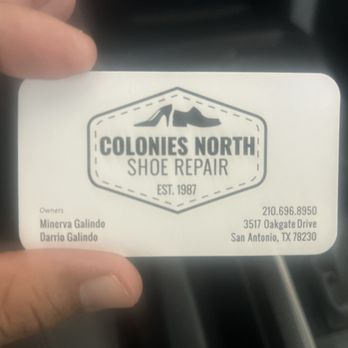 COLONIES NORTH
SHOE REPAIR
EST. 1987
Owners
Minerva Galindo
Darrio Galindo
210.696.8950
3517 Oakgate Drive
San Antonio, TX 78230